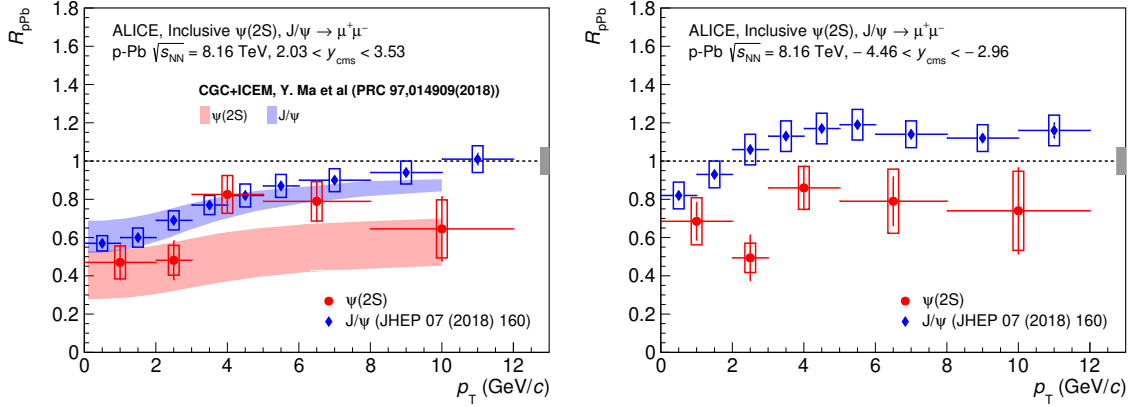 ALICE, Inclusive ψ(2S), J/ψ → μ⁺μ⁻
p-Pb √s_NN = 8.16 TeV, 2.03 < y_cms < 3.53
CGC+ICEM, Y. Ma et al (PRC 97,014909(2018))
ψ(2S) J/ψ
ψ(2S)
J/ψ (JHEP 07 (2018) 160)
R_pPb
1.8
1.6
1.4
1.2
1
0.8
0.6
0.4
0.2
0
0 2 4 6 8 10 12
p_T (GeV/c)
ALICE, Inclusive ψ(2S), J/ψ → μ⁺μ⁻
p-Pb √s_NN = 8.16 TeV, − 4.46 < y_cms < − 2.96
ψ(2S)
J/ψ (JHEP 07 (2018) 160)
R_pPb
1.8
1.6
1.4
1.2
1
0.8
0.6
0.4
0.2
0
0 2 4 6 8 10 12
p_T (GeV/c)